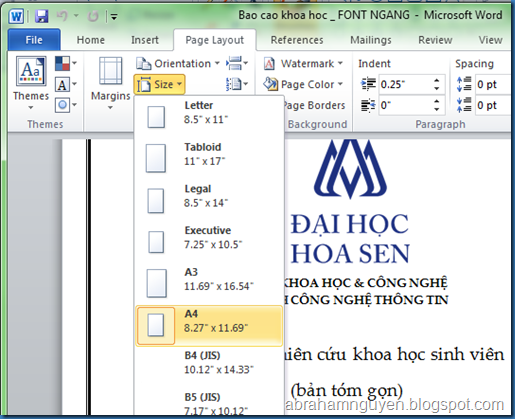 Bao cao khoa hoc _ FONT NGANG - Microsoft Word
File Home Insert Page Layout References Mailings Review
Themes
Margins
Orientation
Size
Watermark
Page Color
Page Borders
Indent
0.25"
0"
Spacing
0 pt
0 pt
Themes
Background
Paragraph
Letter
8.5" x 11"
Tabloid
11" x 17"
Legal
8.5" x 14"
Executive
7.25" x 10.5"
A3
11.69" x 16.54"
A4
8.27" x 11.69"
B4 (JIS)
10.12" x 14.33"
B5 (JIS)
7.17" x 10.12"
ĐẠI HỌC
HOA SEN
KHOA HỌC & CÔNG NGHỆ
CÔNG NGHỆ THÔNG TIN
cứu khoa học sinh viên
(bản tóm gọn)
abrahamnguyen.blogspot.com